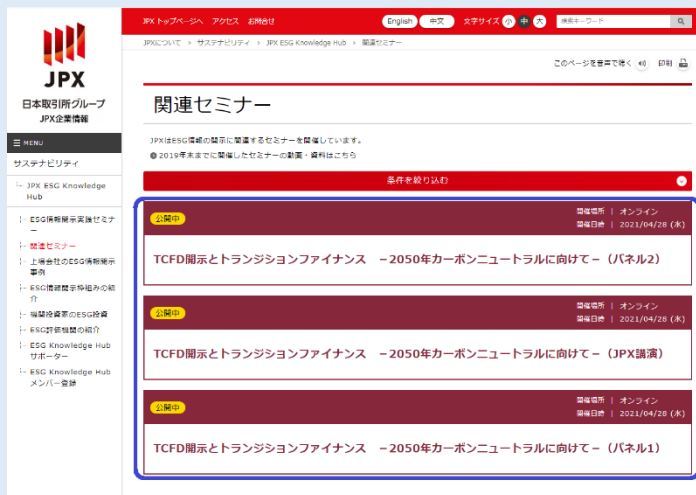 JPX トップページへ アクセス お問合せ English 中文 文字サイズ 小 中 大 検索キーワード
JPXについて > サステナビリティ > JPX ESG Knowledge Hub > 関連セミナー
このページを音声で聴く 印刷
JPX
日本取引所グループ
JPX企業情報
MENU
サステナビリティ
JPX ESG Knowledge
Hub
ESG情報開示実践セミナ
ー
関連セミナー
上場会社のESG情報開示
事例
ESG情報開示枠組みの紹
介
機関投資家のESG投資
ESG評価機関の紹介
ESG Knowledge Hub
サポーター
ESG Knowledge Hub
メンバー登録
関連セミナー
JPXはESG情報の開示に関連するセミナーを開催しています。
2019年末までに開催したセミナーの動画・資料はこちら
条件を絞り込む
公開中
開催場所 | オンライン
開催日時 | 2021/04/28 (水)
TCFD開示とトランジションファイナンス −2050年カーボンニュートラルに向けて−（パネル2）
公開中
開催場所 | オンライン
開催日時 | 2021/04/28 (水)
TCFD開示とトランジションファイナンス −2050年カーボンニュートラルに向けて−（JPX講演）
公開中
開催場所 | オンライン
開催日時 | 2021/04/28 (水)
TCFD開示とトランジションファイナンス −2050年カーボンニュートラルに向けて−（パネル1）